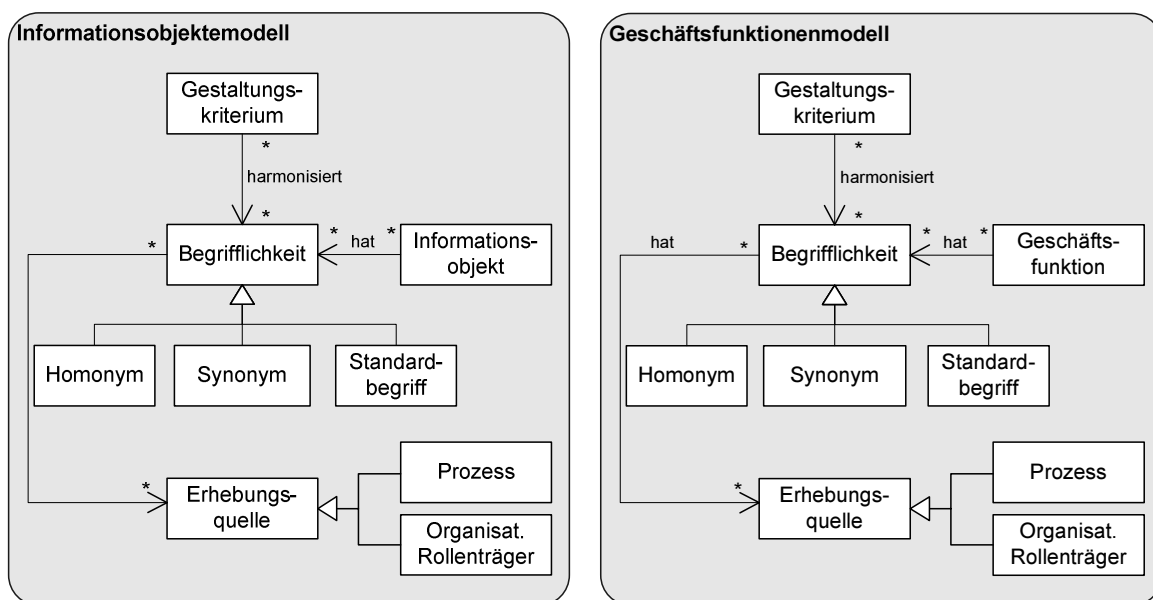 Informationsobjektemodell
Gestaltungs-
kriterium
*
harmonisiert
*
Begrifflichkeit
*
*
hat
*
Informations-
objekt
Homonym
Synonym
Standard-
begriff
Prozess
*
Erhebungs-
quelle
Organisat.
Rollenträger
Geschäftsfunktionenmodell
Gestaltungs-
kriterium
*
harmonisiert
*
hat
*
Begrifflichkeit
*
hat
*
Geschäfts-
funktion
Homonym
Synonym
Standard-
begriff
Prozess
*
Erhebungs-
quelle
Organisat.
Rollenträger